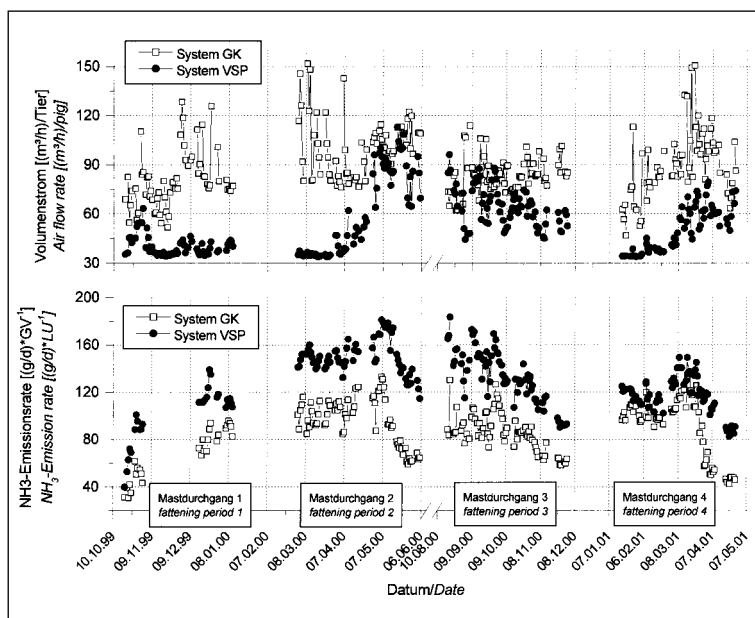 Volumenstrom [(m³/h)/Tier]
Air flow rate [(m³/h)/pig]
150
120
90
60
30
System GK
System VSP
NH3-Emissionsrate [(g/d)*GV⁻¹]
NH₃-Emission rate [(g/d)*LU⁻¹]
200
160
120
80
40
System GK
System VSP
Mastdurchgang 1
fattening period 1
Mastdurchgang 2
fattening period 2
Mastdurchgang 3
fattening period 3
Mastdurchgang 4
fattening period 4
10.10.99
09.11.99
09.12.99
08.01.00
07.02.00
08.03.00
07.04.00
07.05.00
06.06.00
10.08.00
09.09.00
09.10.00
08.11.00
08.12.00
07.01.01
06.02.01
08.03.01
07.04.01
07.05.01
Datum/Date